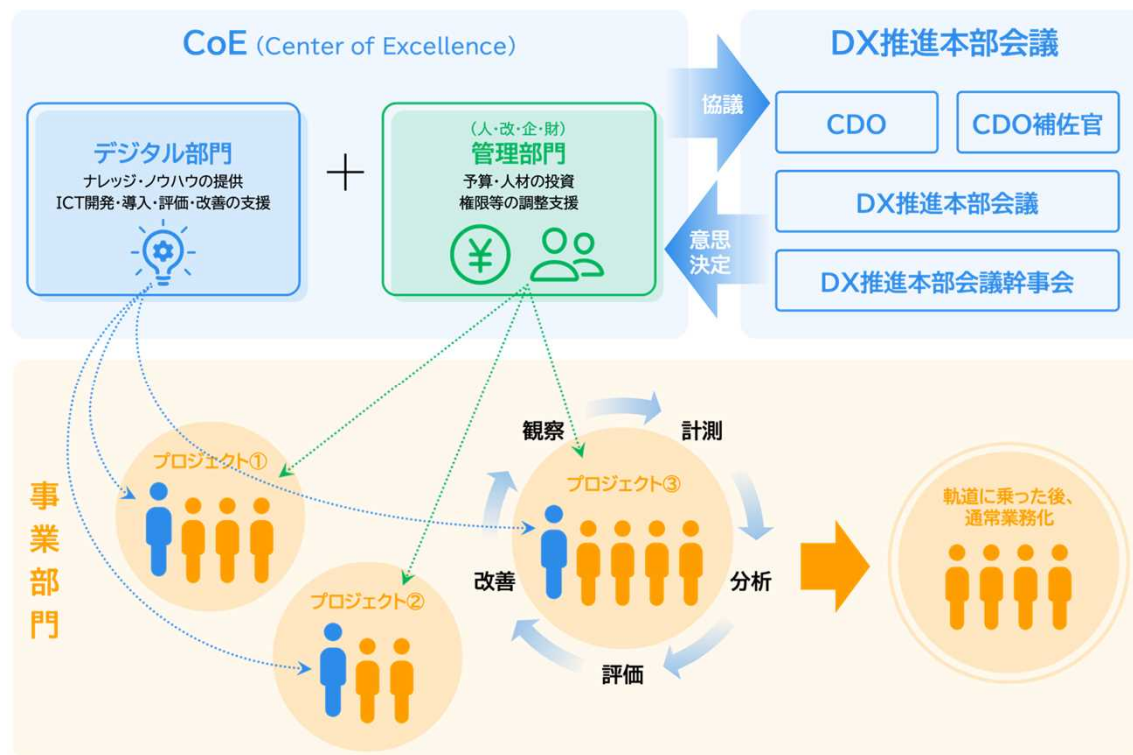 CoE (Center of Excellence)
デジタル部門
ナレッジ・ノウハウの提供
ICT開発・導入・評価・改善の支援
＋
(人・改・企・財)
管理部門
予算・人材の投資
権限等の調整支援
¥
協議
意思
決定
DX推進本部会議
CDO
CDO補佐官
DX推進本部会議
DX推進本部会議幹事会
事業部門
プロジェクト①
プロジェクト②
プロジェクト③
観察
計測
分析
評価
改善
軌道に乗った後、
通常業務化